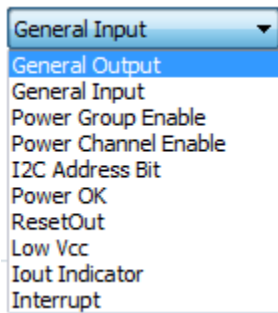 General Input
General Output
General Input
Power Group Enable
Power Channel Enable
I2C Address Bit
Power OK
ResetOut
Low Vcc
Iout Indicator
Interrupt